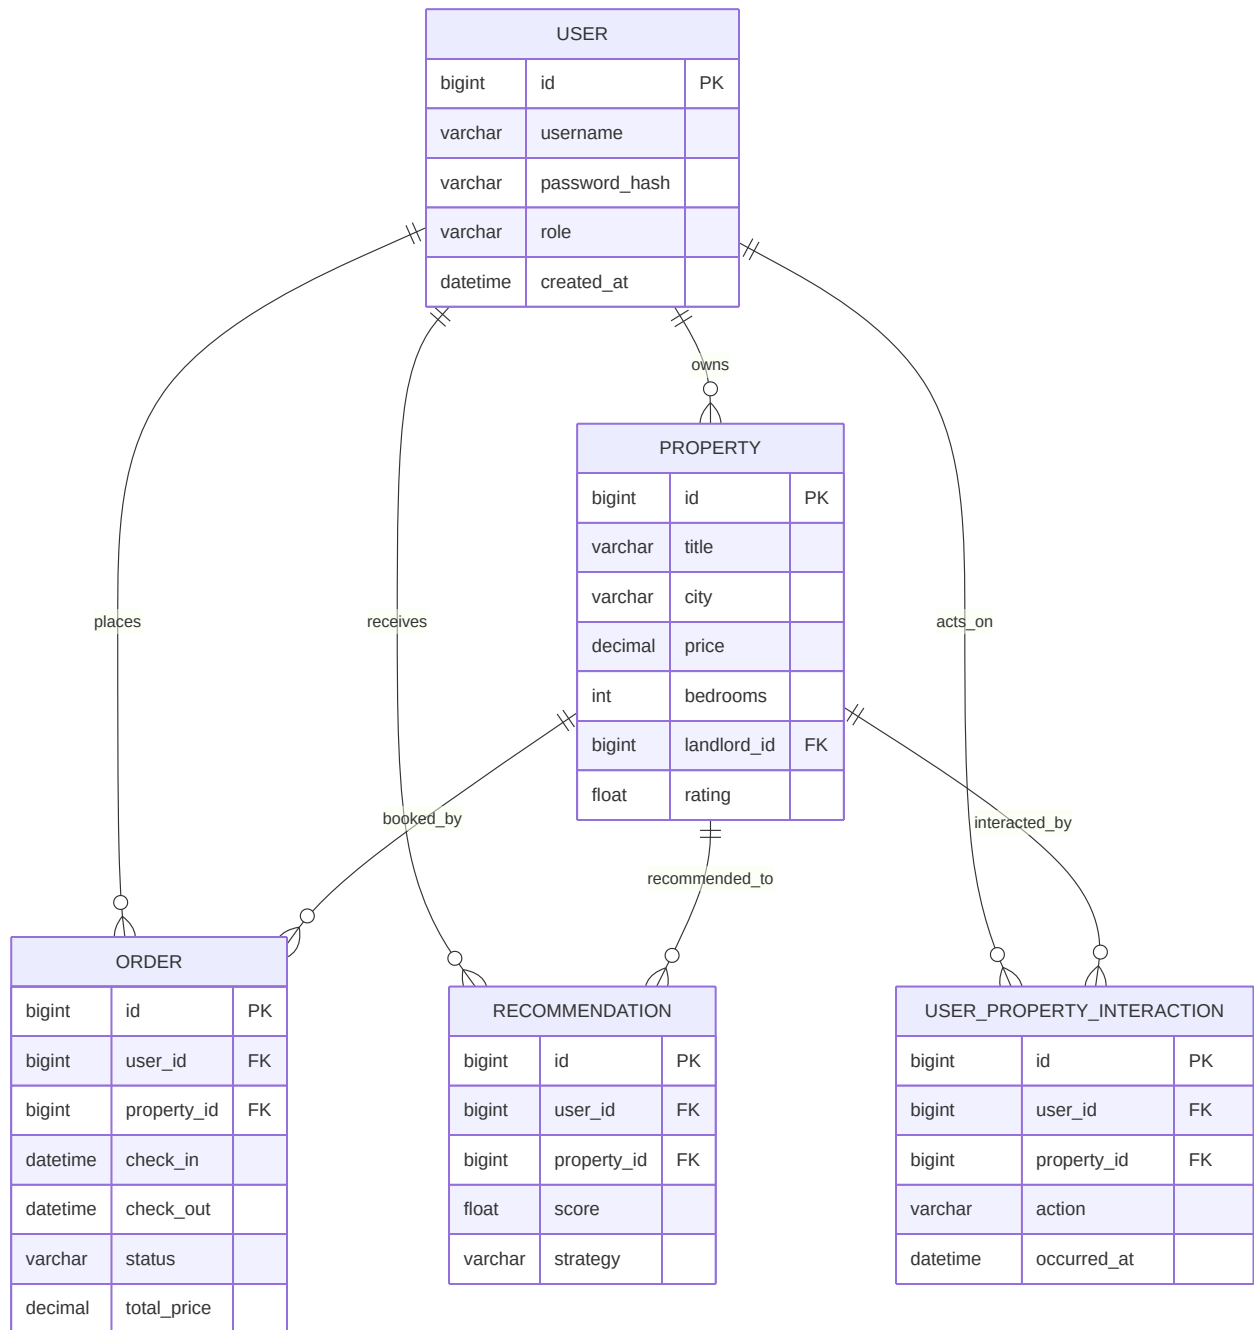 USER
bigint id PK
varchar username
varchar password_hash
varchar role
datetime created_at
owns
PROPERTY
bigint id PK
varchar title
varchar city
decimal price
int bedrooms
bigint landlord_id FK
float rating
places
receives
acts_on
booked_by
interacted_by
recommended_to
ORDER
bigint id PK
bigint user_id FK
bigint property_id FK
datetime check_in
datetime check_out
varchar status
decimal total_price
RECOMMENDATION
bigint id PK
bigint user_id FK
bigint property_id FK
float score
varchar strategy
USER_PROPERTY_INTERACTION
bigint id PK
bigint user_id FK
bigint property_id FK
varchar action
datetime occurred_at